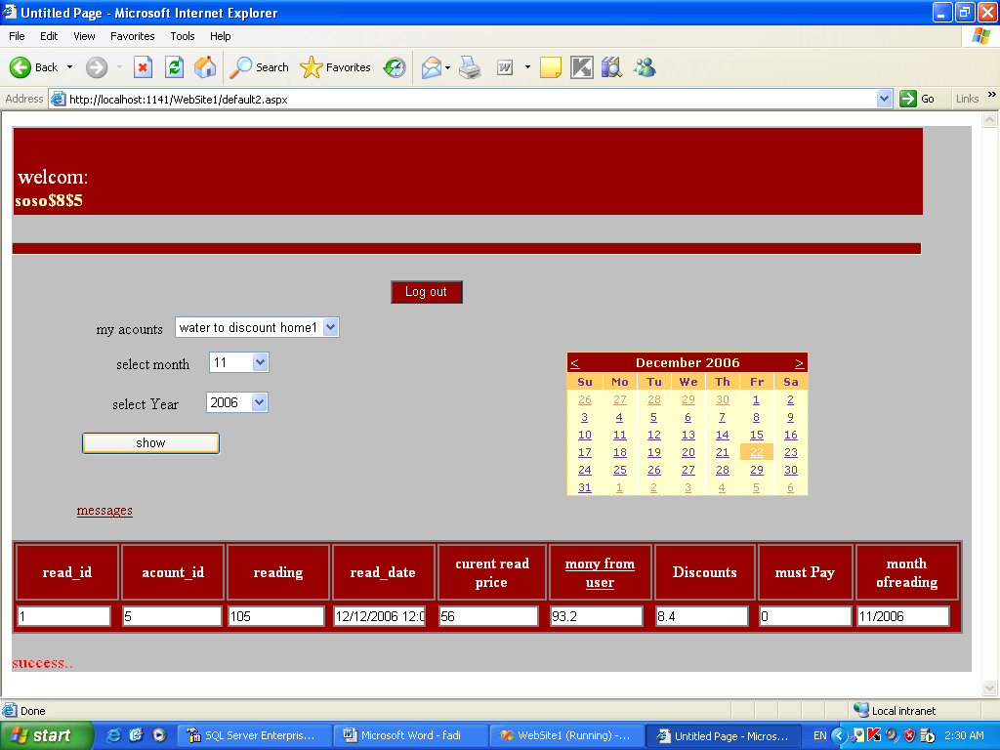 Untitled Page - Microsoft Internet Explorer
File Edit View Favorites Tools Help
Back Search Favorites
Address http://localhost:1141/WebSite1/default2.aspx Go Links »
welcom:
soso$8$5
Log out
my acounts water to discount home1
select month 11
select Year 2006
show
messages
< December 2006 >
Su Mo Tu We Th Fr Sa
26 27 28 29 30 1 2
3 4 5 6 7 8 9
10 11 12 13 14 15 16
17 18 19 20 21 22 23
24 25 26 27 28 29 30
31 1 2 3 4 5 6
read_id acount_id reading read_date curent read price mony from user Discounts must Pay month ofreading
1 5 105 12/12/2006 12:0 56 93.2 8.4 0 11/2006
success..
Done Local intranet
start SQL Server Enterpris... Microsoft Word - fadi WebSite1 (Running) -... Untitled Page - Micros... EN 2:30 AM